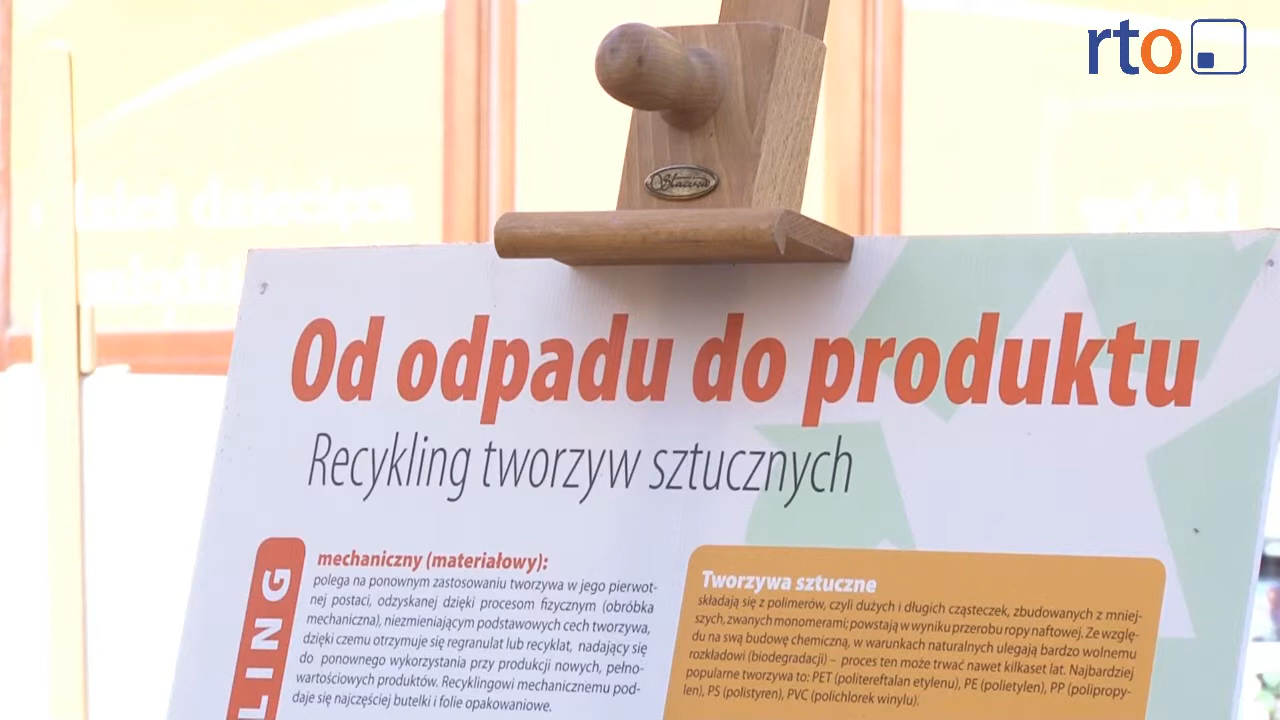 rto
Od odpadu do produktu
Recykling tworzyw sztucznych
LING
mechaniczny (materiałowy):
polega na ponownym zastosowaniu tworzywa w jego pierwot-
nej postaci, odzyskanej dzięki procesom fizycznym (obróbka
mechaniczna), niezmieniającym podstawowych cech tworzywa,
dzięki czemu otrzymuje się regranulat lub recyklat, nadający się
do ponownego wykorzystania przy produkcji nowych, pełno-
wartościowych produktów. Recyklingowi mechanicznemu pod-
daje się najczęściej butelki i folie opakowaniowe.
Tworzywa sztuczne
składają się z polimerów, czyli dużych i długich cząsteczek, zbudowanych z mniej-
szych, zwanych monomerami; powstają w wyniku przerobu ropy naftowej. Ze wzglę-
du na swą budowę chemiczną, w warunkach naturalnych ulegają bardzo wolnemu
rozkładowi (biodegradacji) – proces ten może trwać nawet kilkaset lat. Najbardziej
popularne tworzywa to: PET (politereftalan etylenu), PE (polietylen), PP (polipropy-
len), PS (polistyren), PVC (polichlorek winylu).